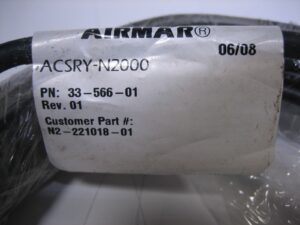 AIRMAR®
06/08
ACSRY-N2000
PN: 33-566-01
Rev. 01
Customer Part #:
N2-221018-01